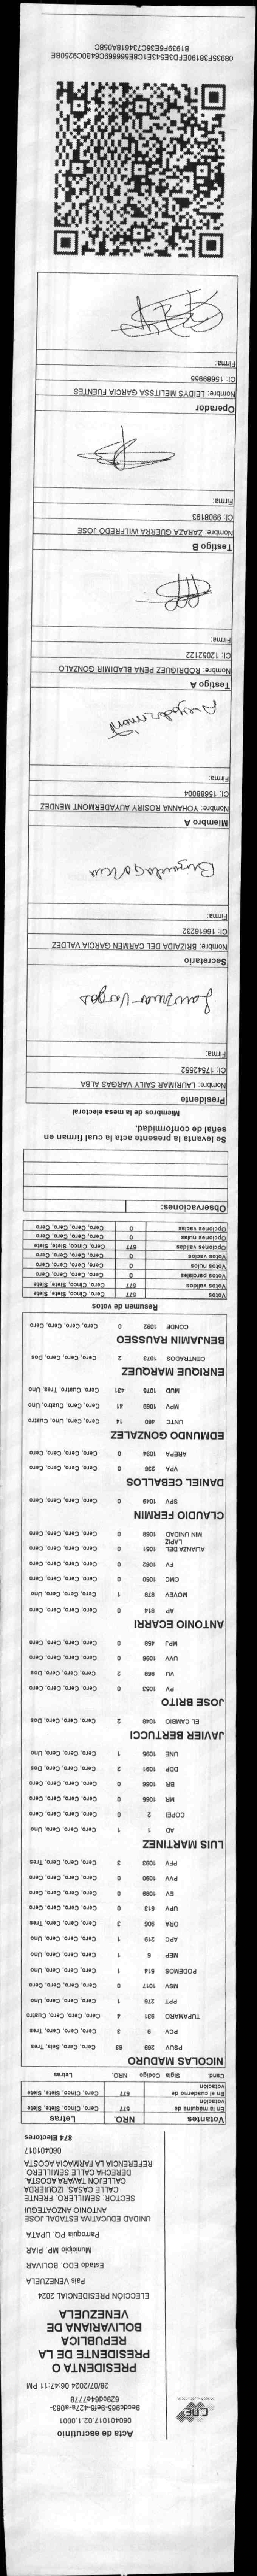 CNE
Acta de escrutinio
060401017.02.1.0001
9ecdc965-9ef6-427a-a063-
629cd64e7778
28/07/2024 06:47:11 PM
PRESIDENTA O
PRESIDENTE DE LA
REPUBLICA
BOLIVARIANA DE
VENEZUELA
ELECCIÓN PRESIDENCIAL 2024
País VENEZUELA
Estado EDO. BOLIVAR
Municipio MP. PIAR
Parroquia PQ. UPATA
UNIDAD EDUCATIVA ESTADAL JOSE
ANTONIO ANZOATEGUI
SECTOR: SEMILLERO. FRENTE
CALLE CASAS. IZQUIERDA
CALLEJÓN TAVARA ACOSTA.
DERECHA CALLE SEMILLERO.
REFERENCIA LA FARMACIA ACOSTA
060401017
874 Electores
Votantes NRO. Letras
En la máquina de votación 577 Cero, Cinco, Siete, Siete
En el cuaderno de votación 577 Cero, Cinco, Siete, Siete
Cand. Sigla Código NRO. Letras
NICOLAS MADURO
PSUV 269 63 Cero, Cero, Seis, Tres
PCV 9 3 Cero, Cero, Cero, Tres
TUPAMARO 931 4 Cero, Cero, Cero, Cuatro
PPT 276 1 Cero, Cero, Cero, Uno
MSV 1017 0 Cero, Cero, Cero, Cero
PODEMOS 514 1 Cero, Cero, Cero, Uno
MEP 6 1 Cero, Cero, Cero, Uno
APC 219 1 Cero, Cero, Cero, Uno
ORA 906 3 Cero, Cero, Cero, Tres
UPV 513 0 Cero, Cero, Cero, Cero
EV 1089 0 Cero, Cero, Cero, Cero
PVV 1090 0 Cero, Cero, Cero, Cero
PFV 1093 3 Cero, Cero, Cero, Tres
LUIS MARTINEZ
AD 1 1 Cero, Cero, Cero, Uno
COPEI 2 0 Cero, Cero, Cero, Cero
MR 1065 0 Cero, Cero, Cero, Cero
BR 1066 0 Cero, Cero, Cero, Cero
DDP 1091 2 Cero, Cero, Cero, Dos
UNE 1095 1 Cero, Cero, Cero, Uno
JAVIER BERTUCCI
EL CAMBIO 1048 2 Cero, Cero, Cero, Dos
JOSE BRITO
PV 1053 0 Cero, Cero, Cero, Cero
VU 868 2 Cero, Cero, Cero, Dos
UVV 1096 0 Cero, Cero, Cero, Cero
MPJ 458 0 Cero, Cero, Cero, Cero
ANTONIO ECARRI
AP 914 0 Cero, Cero, Cero, Cero
MOVEV 978 1 Cero, Cero, Cero, Uno
CMC 1050 0 Cero, Cero, Cero, Cero
FV 1062 0 Cero, Cero, Cero, Cero
ALIANZA DEL LAPIZ 1051 0 Cero, Cero, Cero, Cero
MIN UNIDAD 1068 0 Cero, Cero, Cero, Cero
CLAUDIO FERMIN
SPV 1049 0 Cero, Cero, Cero, Cero
DANIEL CEBALLOS
VPA 236 0 Cero, Cero, Cero, Cero
AREPA 1094 0 Cero, Cero, Cero, Cero
EDMUNDO GONZALEZ
UNTC 460 14 Cero, Cero, Uno, Cuatro
MPV 1069 41 Cero, Cero, Cuatro, Uno
MUD 1075 431 Cero, Cuatro, Tres, Uno
ENRIQUE MARQUEZ
CENTRADOS 1073 2 Cero, Cero, Cero, Dos
BENJAMIN RAUSSEO
CONDE 1092 0 Cero, Cero, Cero, Cero
Resumen de votos
Votos 577 Cero, Cinco, Siete, Siete
Votos validos 577 Cero, Cinco, Siete, Siete
Votos parciales 0 Cero, Cero, Cero, Cero
Votos nulos 0 Cero, Cero, Cero, Cero
Votos vacíos 0 Cero, Cero, Cero, Cero
Opciones validas 577 Cero, Cinco, Siete, Siete
Opciones nulas 0 Cero, Cero, Cero, Cero
Opciones vacías 0 Cero, Cero, Cero, Cero
Observaciones:
Se levanta la presente acta la cual firman en
señal de conformidad.
Miembros de la mesa electoral
Presidente
Nombre: LAURIMAR SAILY VARGAS ALBA
CI: 17542552
Firma:
Laurimar Vargas
Secretario
Nombre: BRIZAIDA DEL CARMEN GARCIA VALDEZ
CI: 16616232
Firma:
Brizaida Garcia
Miembro A
Nombre: YOHANNA ROSIRY AUYADERMONT MENDEZ
CI: 15688004
Firma:
Auyadermont
Testigo A
Nombre: RODRIGUEZ PEÑA BLADIMIR GONZALO
CI: 12052122
Firma:
Testigo B
Nombre: ZARAZA GUERRA WILFREDO JOSE
CI: 9908193
Firma:
Operador
Nombre: LEIDYS MELITSSA GARCIA FUENTES
CI: 15689955
Firma:
08935F38190EFD3E543E1C8E566669C64B0C9250BE
B1939F6E36C734618A058C